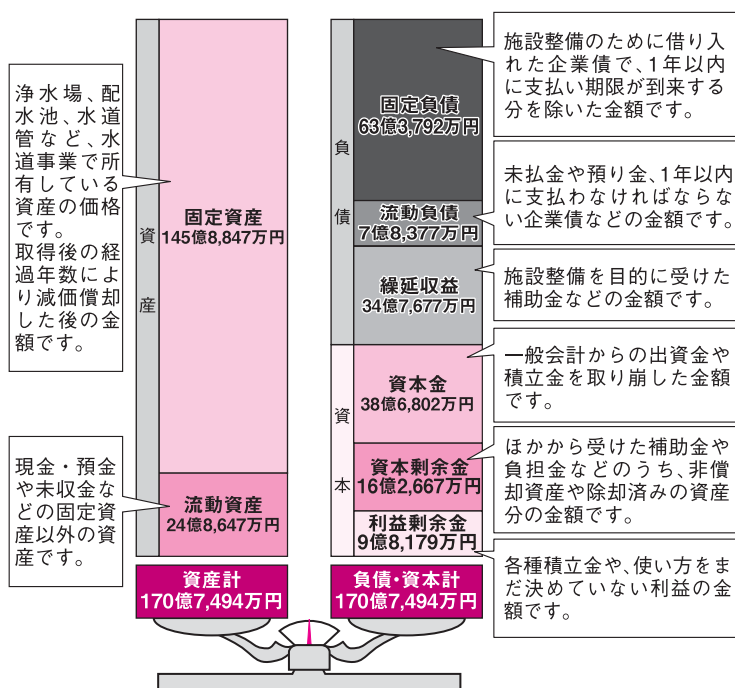 浄水場、配
水池、水道
管など、水
道事業で所
有している
資産の価格
です。
取得後の経
過年数によ
り減価償却
した後の金
額です。
現金・預金
や未収金な
どの固定資
産以外の資
産です。
資産
固定資産
145億8,847万円
流動資産
24億8,647万円
資産計
170億7,494万円
負債
固定負債
63億3,792万円
流動負債
7億8,377万円
繰延収益
34億7,677万円
資本
資本金
38億6,802万円
資本剰余金
16億2,667万円
利益剰余金
9億8,179万円
負債・資本計
170億7,494万円
施設整備のために借り入
れた企業債で、1年以内
に支払い期限が到来する
分を除いた金額です。
未払金や預り金、1年以内
に支払わなければならな
い企業債などの金額です。
施設整備を目的に受けた
補助金などの金額です。
一般会計からの出資金や
積立金を取り崩した金額
です。
ほかから受けた補助金や
負担金などのうち、非償
却資産や除却済みの資産
分の金額です。
各種積立金や、使い方をま
だ決めていない利益の金
額です。